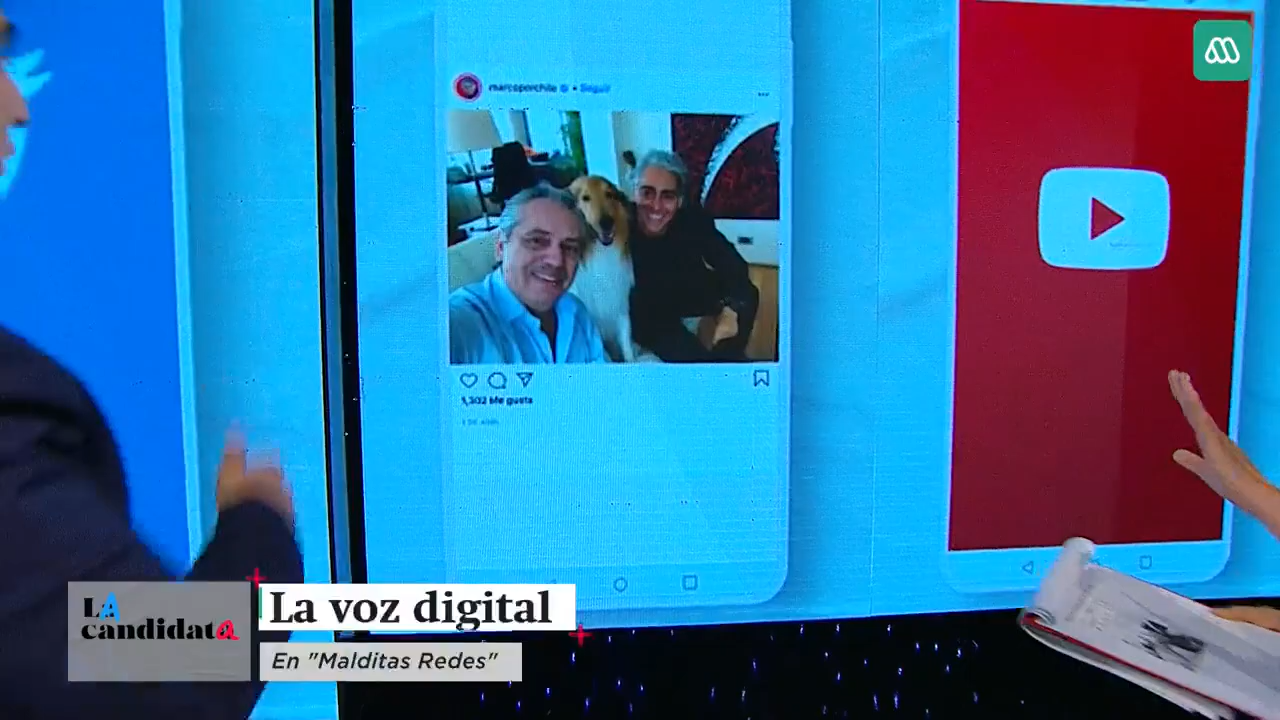 marcoporchile • Seguir
1,302 Me gusta
LA
candidata
La voz digital
En "Malditas Redes"